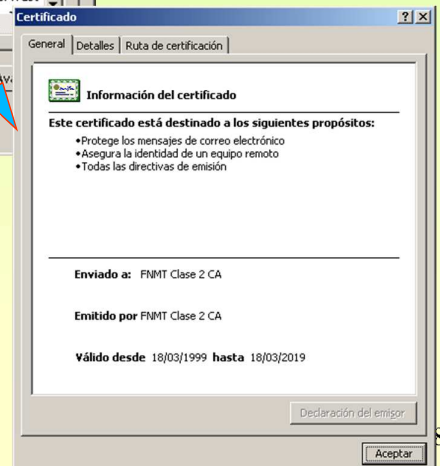 Certificado
General Detalles Ruta de certificación
Información del certificado
Este certificado está destinado a los siguientes propósitos:
•Protege los mensajes de correo electrónico
•Asegura la identidad de un equipo remoto
•Todas las directivas de emisión
Enviado a: FNMT Clase 2 CA
Emitido por FNMT Clase 2 CA
Válido desde 18/03/1999 hasta 18/03/2019
Declaración del emisor
Aceptar